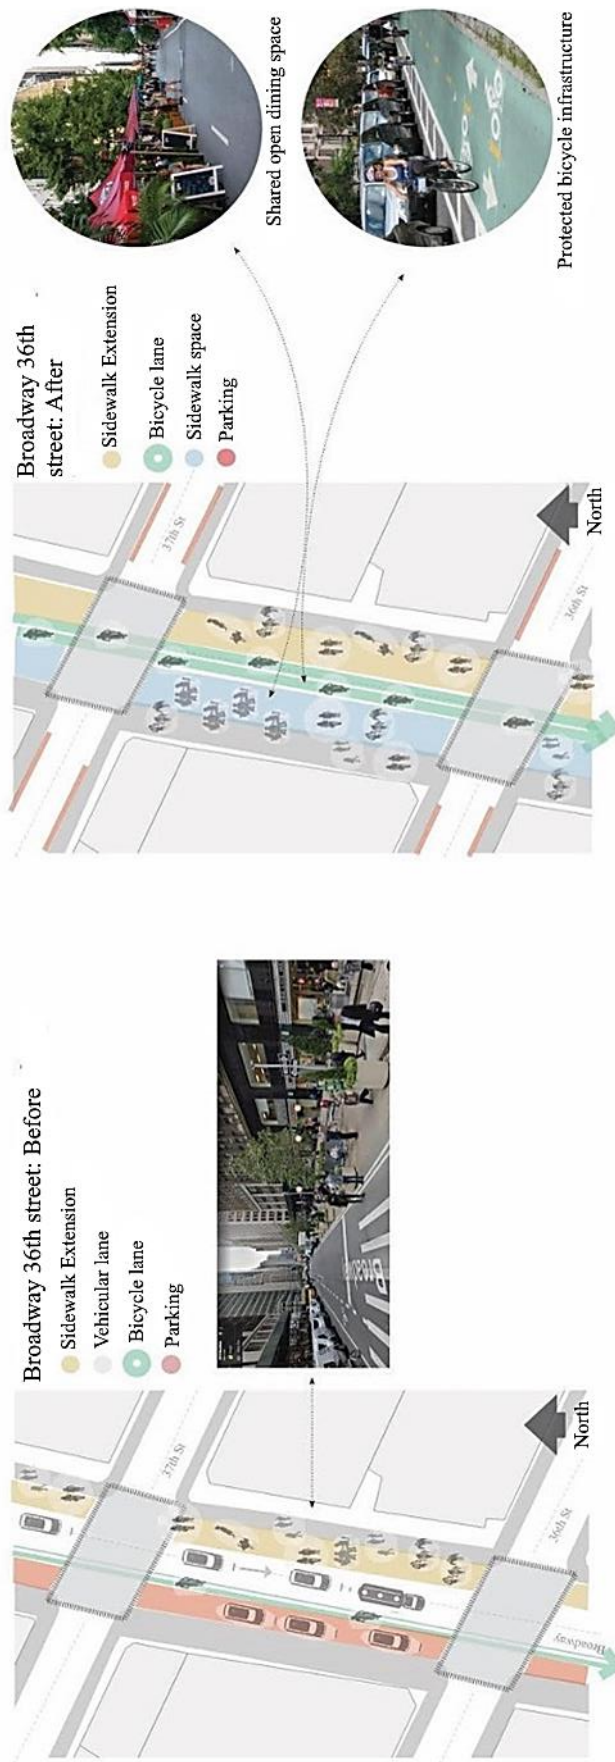 Broadway 36th street: Before
Sidewalk Extension
Vehicular lane
Bicycle lane
Parking
37th St
36th St
Broadway
North
Broadway 36th
street: After
Sidewalk Extension
Bicycle lane
Sidewalk space
Parking
37th St
36th St
North
Shared open dining space
Protected bicycle infrastructure